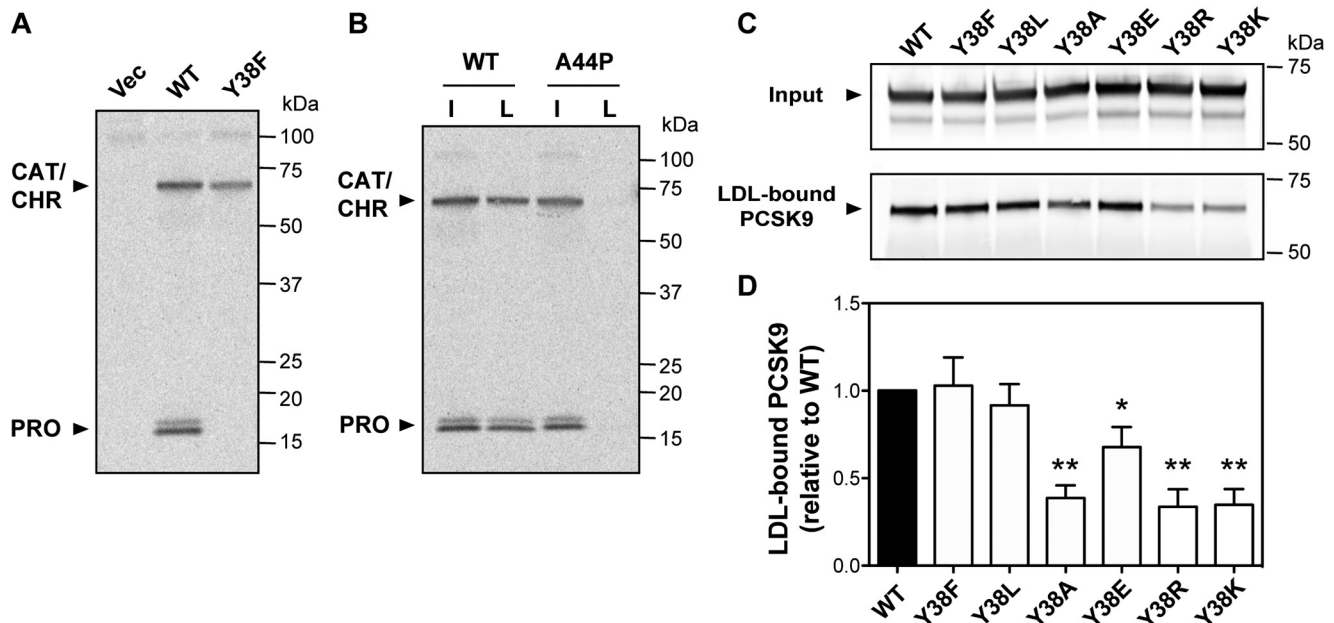 A
Vec WT Y38F
kDa
100
75
50
37
25
20
15
CAT/
CHR
PRO
B
WT A44P
I L I L
kDa
100
75
50
37
25
20
15
CAT/
CHR
PRO
C
WT Y38F Y38L Y38A Y38E Y38R Y38K
kDa
75
Input
50
75
LDL-bound
PCSK9
50
D
LDL-bound PCSK9
(relative to WT)
1.5
1.0
0.5
0.0
** * ** **
WT Y38F Y38L Y38A Y38E Y38R Y38K